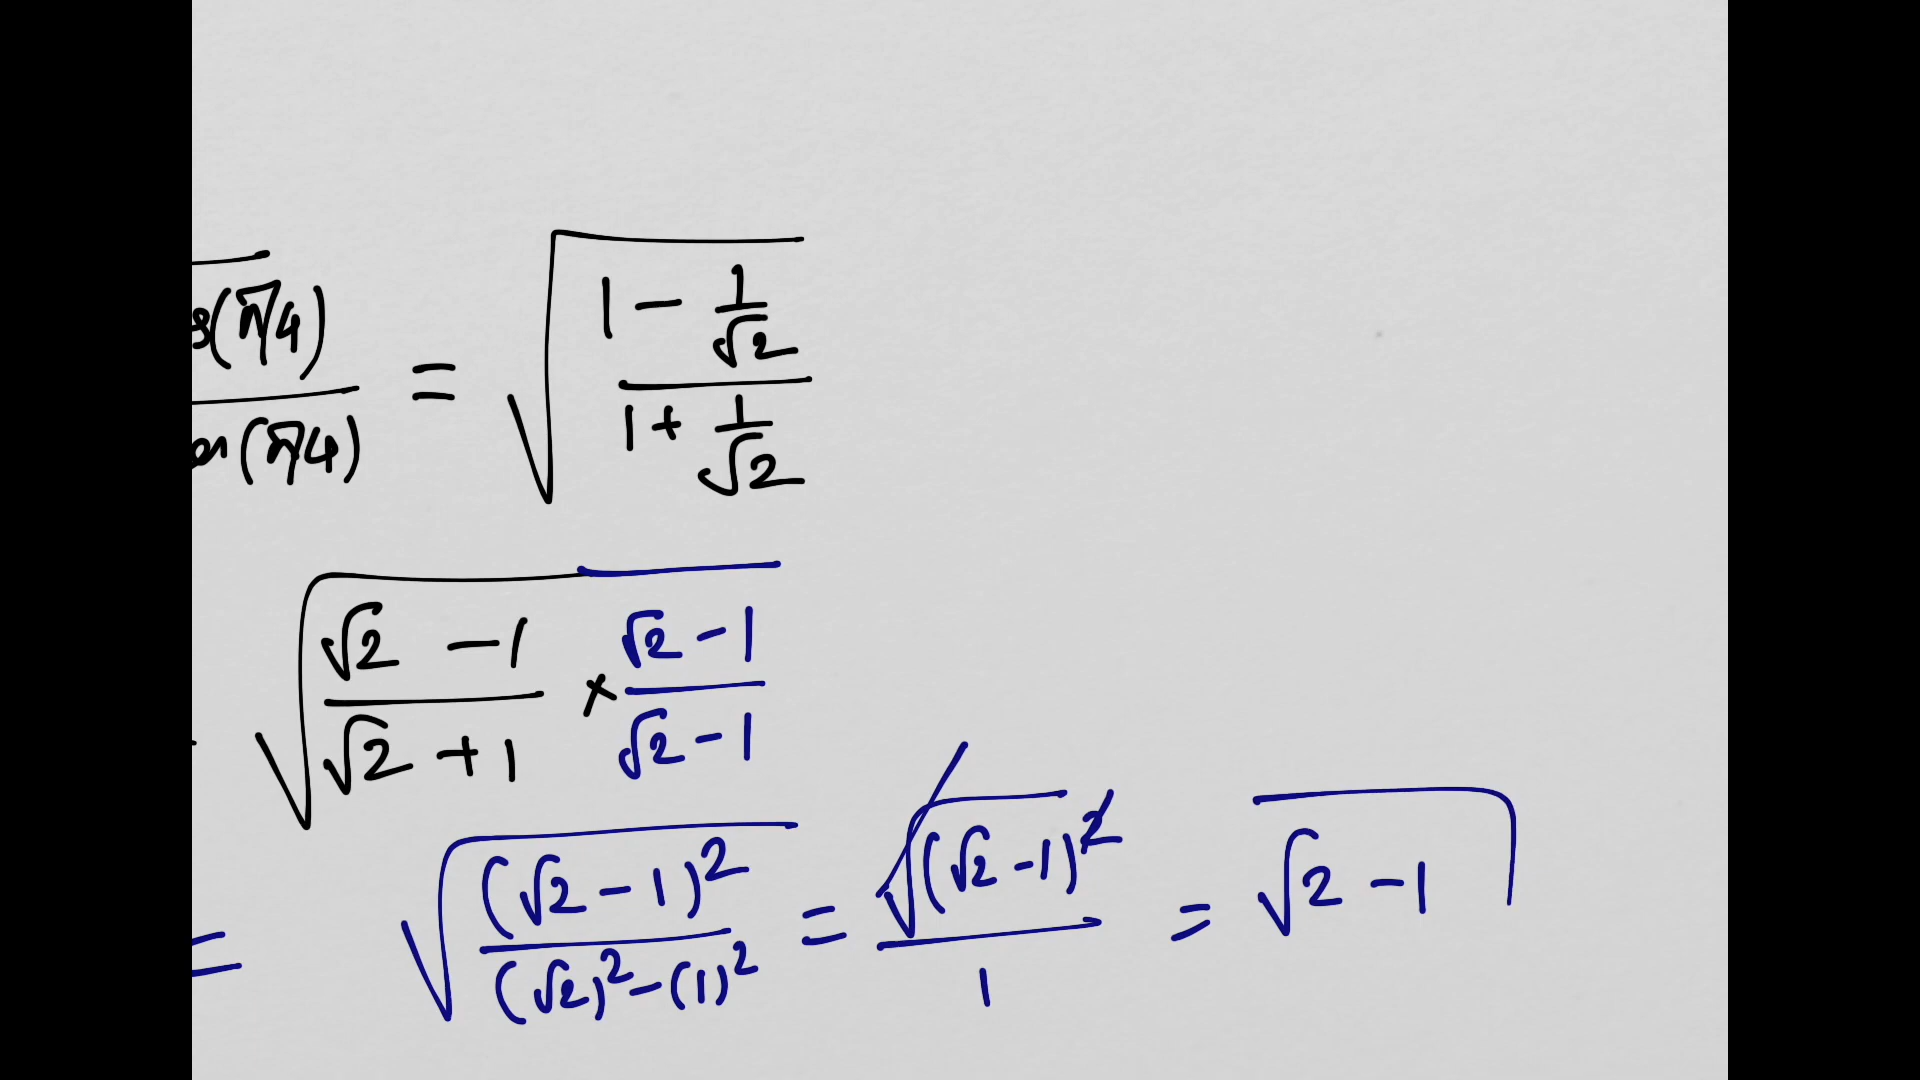 s(π/4) / os(π/4) = √((1 - 1/√2) / (1 + 1/√2))
√((√2 - 1) / (√2 + 1) × (√2 - 1) / (√2 - 1))
= √((√2 - 1)² / ((√2)² - (1)²)) = √((√2 - 1)²) / 1 = √2 - 1